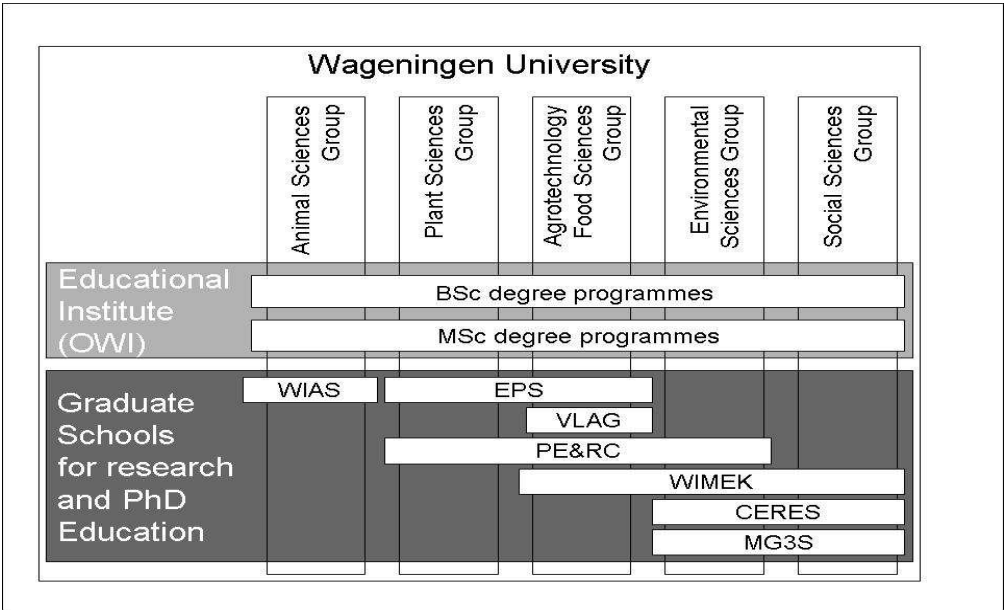 Wageningen University
Animal Sciences
Group
Plant Sciences
Group
Agrotechnology
Food Sciences
Group
Environmental
Sciences Group
Social Sciences
Group
Educational
Institute
(OWI)
BSc degree programmes
MSc degree programmes
Graduate
Schools
for research
and PhD
Education
WIAS
EPS
VLAG
PE&RC
WIMEK
CERES
MG3S